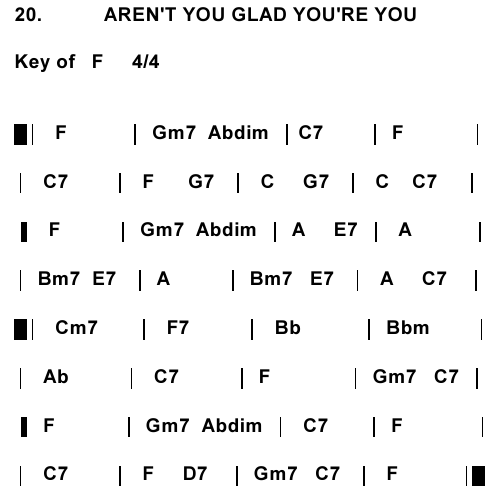 20. AREN'T YOU GLAD YOU'RE YOU
Key of F 4/4
| F | Gm7 Abdim | C7 | F |
| C7 | F G7 | C G7 | C C7 |
| F | Gm7 Abdim | A E7 | A |
| Bm7 E7 | A | Bm7 E7 | A C7 |
| Cm7 | F7 | Bb | Bbm |
| Ab | C7 | F | Gm7 C7 |
| F | Gm7 Abdim | C7 | F |
| C7 | F D7 | Gm7 C7 | F |